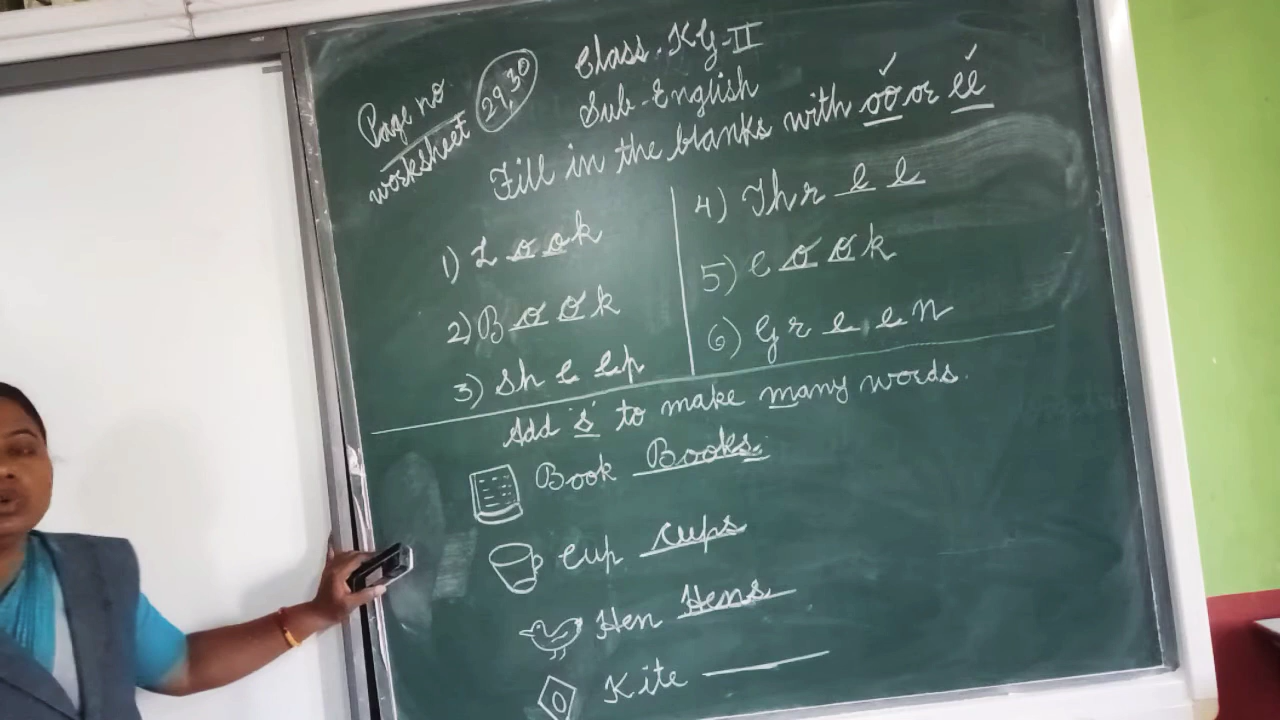 Page no
worksheet
29, 30
Class. KG-II
Sub-English
Fill in the blanks with oo or ee
1) Look
2) Book
3) Sheep
4) Three
5) Cook
6) Green
Add 's' to make many words.
Book Books.
Cup Cups
Hen Hens
Kite